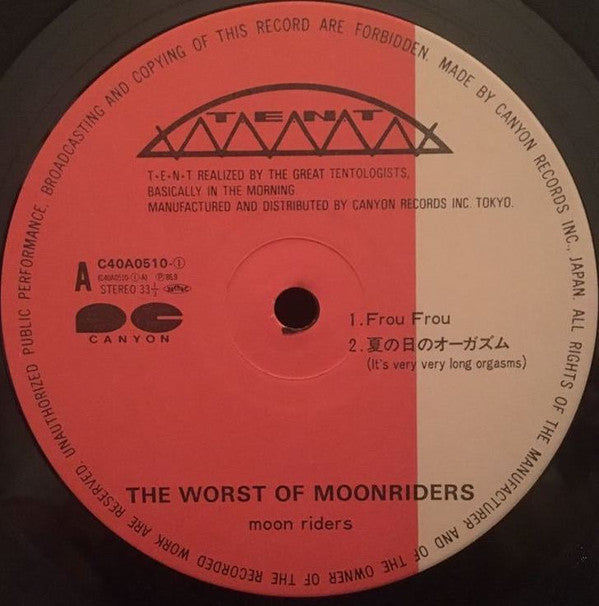 UNAUTHORIZED PUBLIC PERFORMANCE, BROADCASTING AND COPYING OF THIS RECORD ARE FORBIDDEN. MADE BY CANYON RECORDS INC., JAPAN. ALL RIGHTS OF THE MANUFACTURER AND OF THE OWNER OF THE RECORDED WORK ARE RESERVED.
TENT
T•E•N•T REALIZED BY THE GREAT TENTOLOGISTS,
BASICALLY IN THE MORNING.
MANUFACTURED AND DISTRIBUTED BY CANYON RECORDS INC. TOKYO.
A
C40A0510-①
STEREO 33⅓
CANYON
1.Frou Frou
2.夏の日のオーガズム
(It's very very long orgasms)
THE WORST OF MOONRIDERS
moon riders